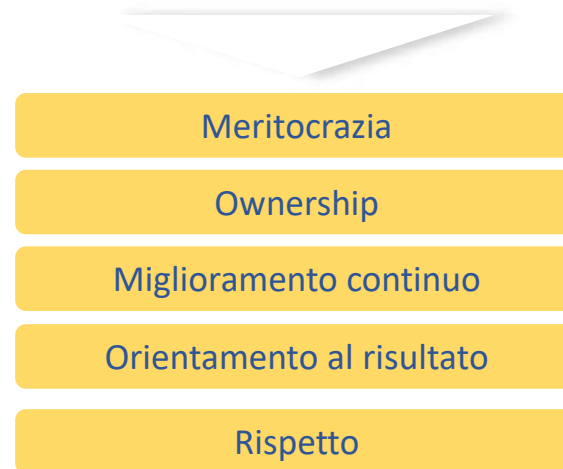 Meritocrazia
Ownership
Miglioramento continuo
Orientamento al risultato
Rispetto